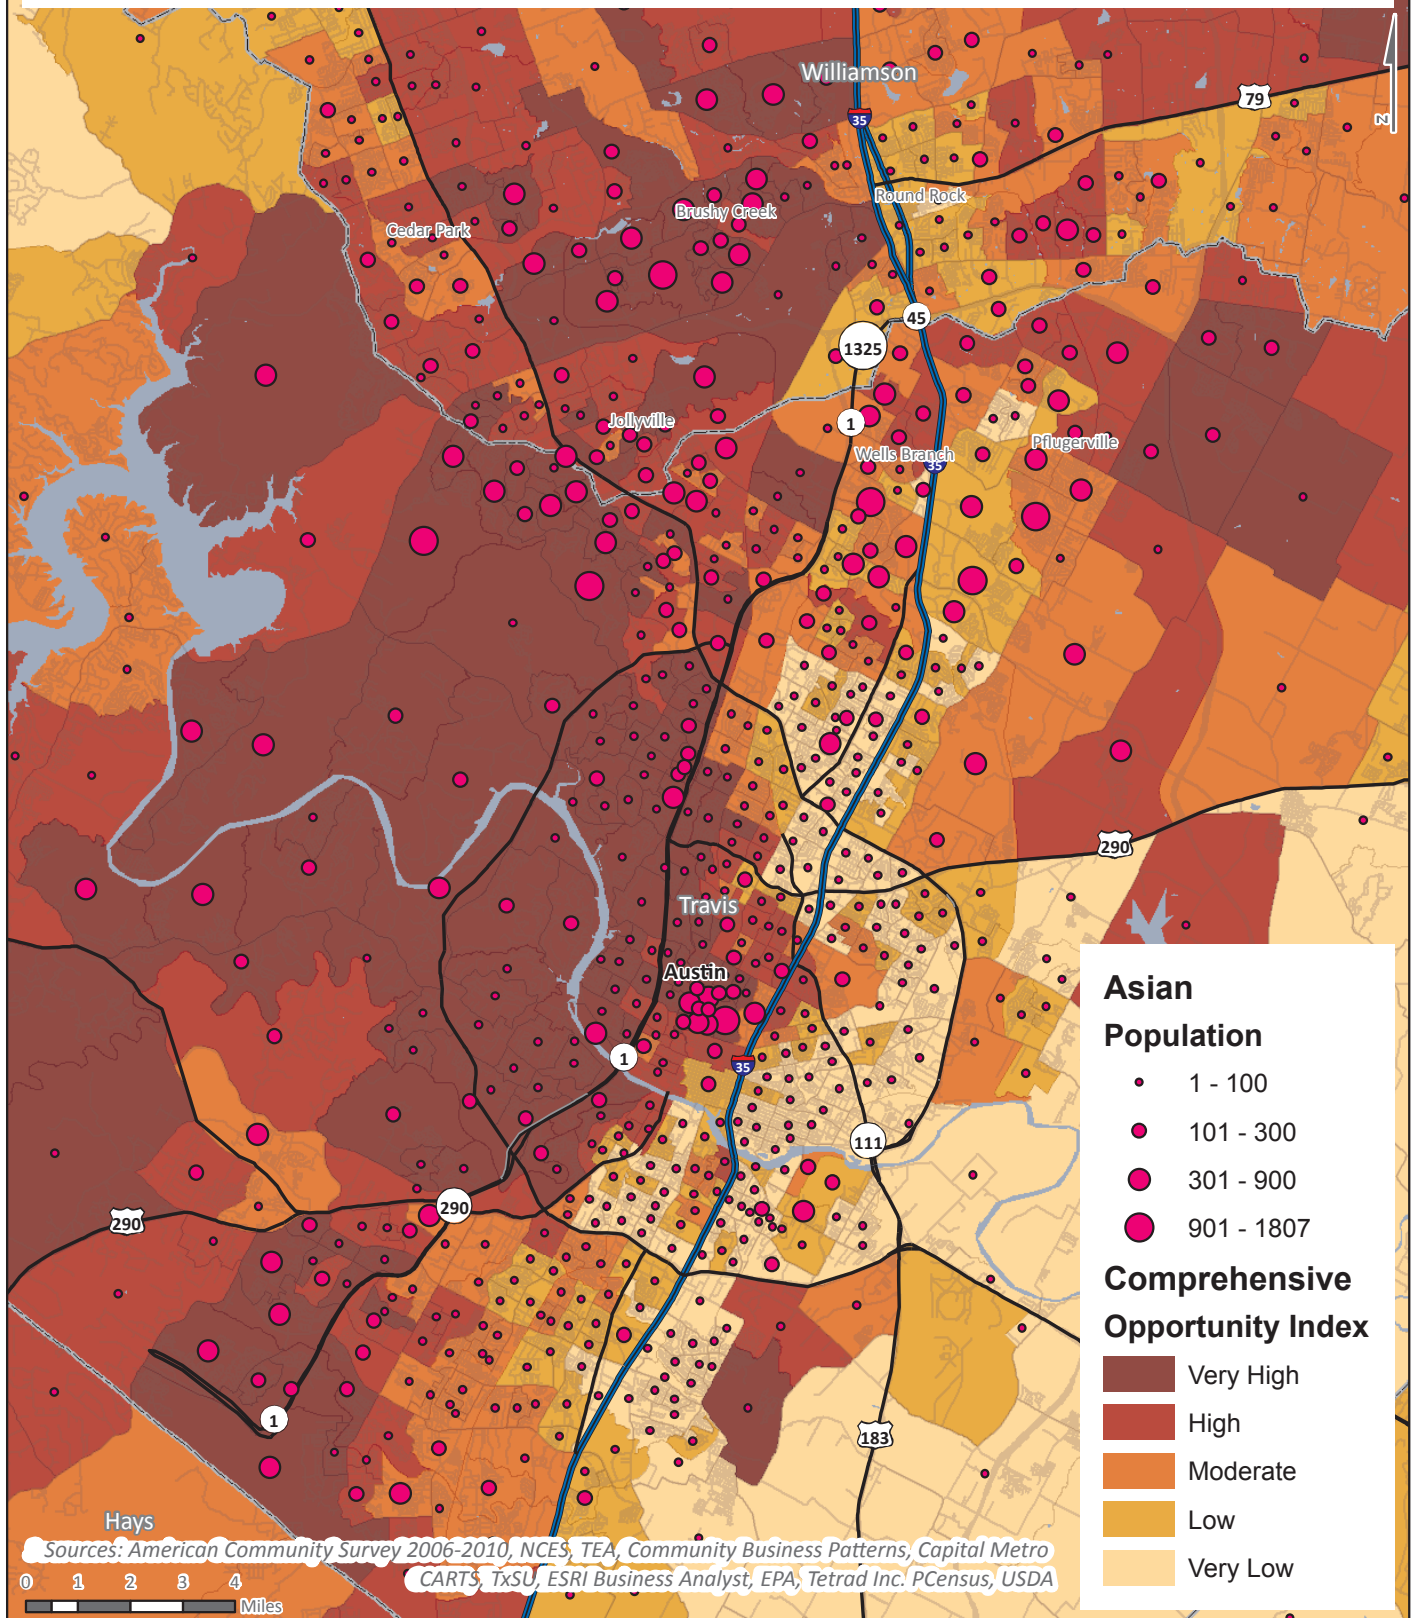 Williamson
79
35
N
Round Rock
Brushy Creek
Cedar Park
45
1325
1
Jollyville
Pflugerville
Wells Branch
35
290
Travis
Austin
Asian
Population
1 - 100
101 - 300
301 - 900
901 - 1807
Comprehensive
Opportunity Index
Very High
High
Moderate
Low
Very Low
1
35
111
290
290
1
183
Hays
Sources: American Community Survey 2006-2010, NCES, TEA, Community Business Patterns, Capital Metro
CARTS, TxSU, ESRI Business Analyst, EPA, Tetrad Inc. PCensus, USDA
0 1 2 3 4
Miles